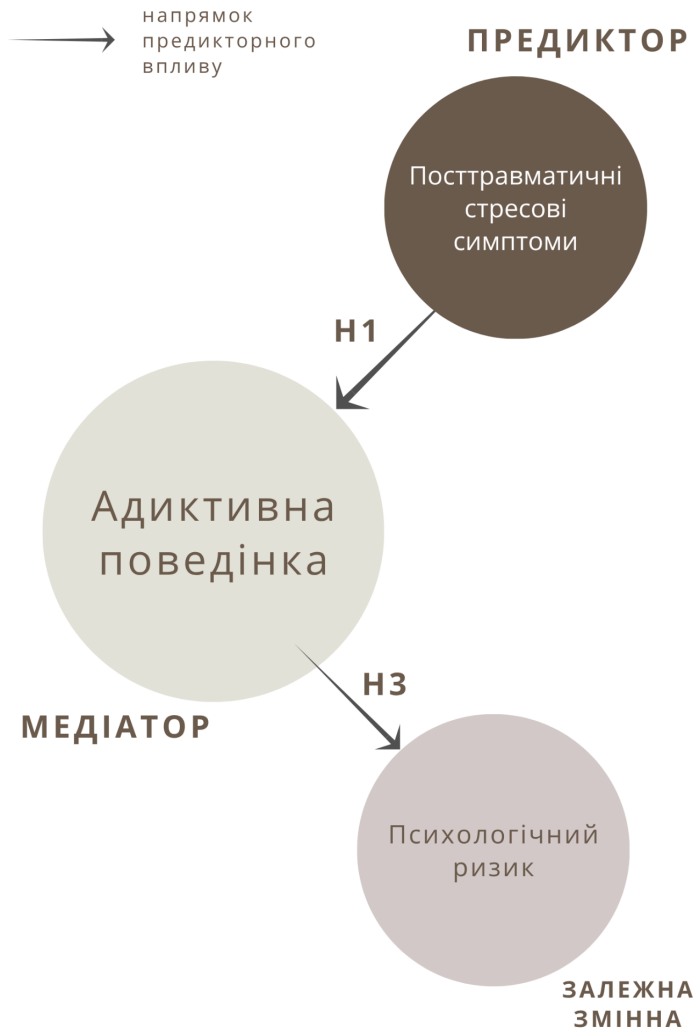 напрямок
предикторного
впливу
ПРЕДИКТОР
Посттравматичні
стресові
симптоми
Н1
Адиктивна
поведінка
Н3
МЕДІАТОР
Психологічний
ризик
ЗАЛЕЖНА
ЗМІННА